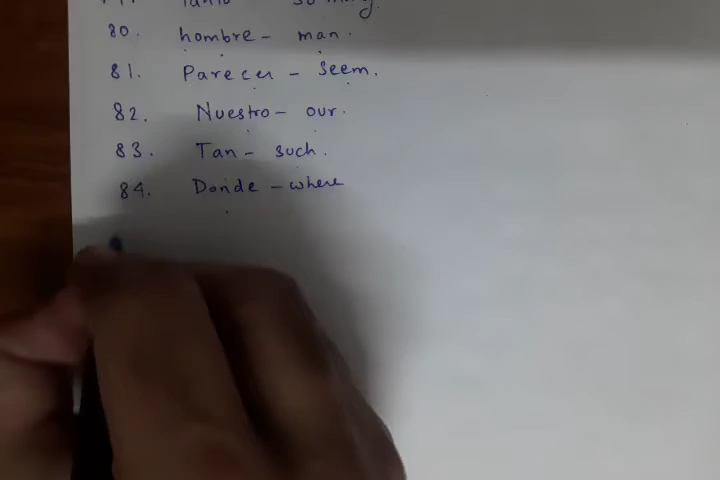 80. hombre - man.
81. Parecer - seem.
82. Nuestro - our.
83. Tan - such.
84. Donde - where